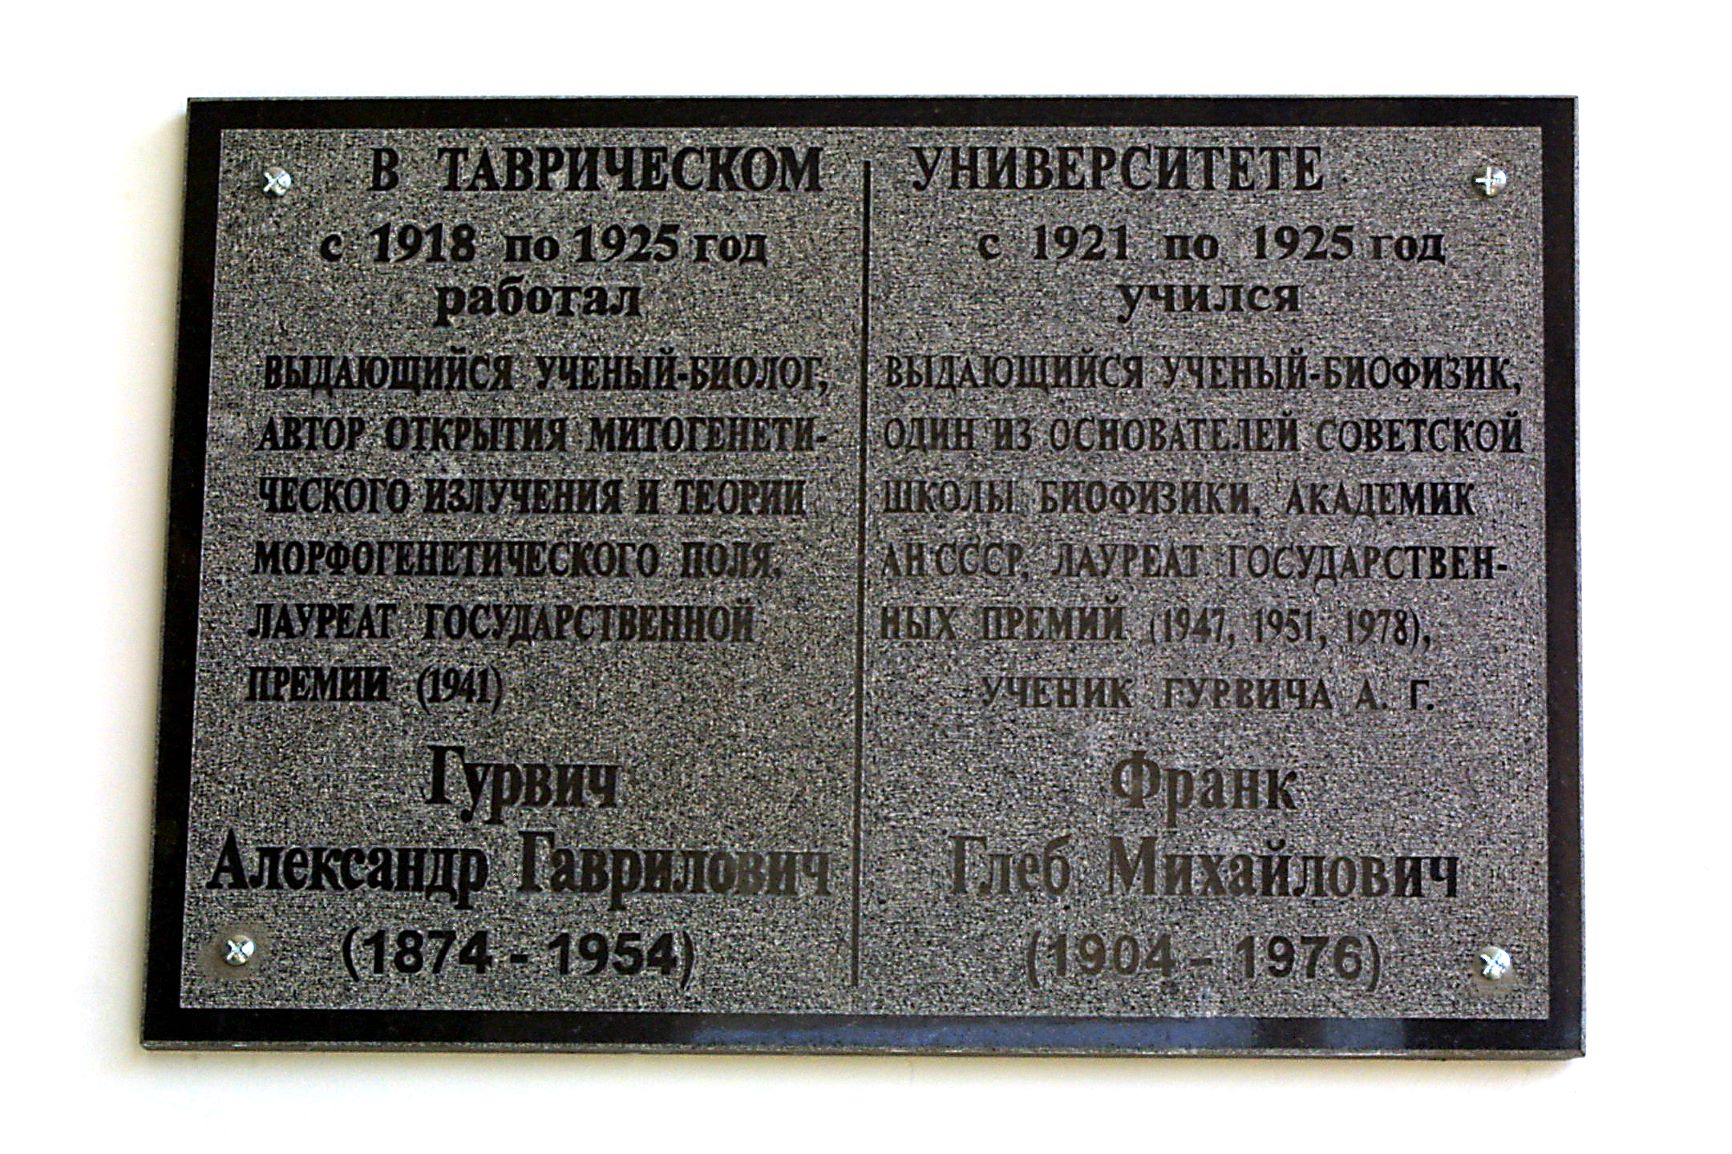 В ТАВРИЧЕСКОМ УНИВЕРСИТЕТЕ
с 1918 по 1925 год
работал
ВЫДАЮЩИЙСЯ УЧЕНЫЙ-БИОЛОГ,
АВТОР ОТКРЫТИЯ МИТОГЕНЕТИ-
ЧЕСКОГО ИЗЛУЧЕНИЯ И ТЕОРИИ
МОРФОГЕНЕТИЧЕСКОГО ПОЛЯ,
ЛАУРЕАТ ГОСУДАРСТВЕННОЙ
ПРЕМИИ (1941)
Гурвич
Александр Гаврилович
(1874 - 1954)
с 1921 по 1925 год
учился
ВЫДАЮЩИЙСЯ УЧЕНЫЙ-БИОФИЗИК,
ОДИН ИЗ ОСНОВАТЕЛЕЙ СОВЕТСКОЙ
ШКОЛЫ БИОФИЗИКИ, АКАДЕМИК
АН СССР, ЛАУРЕАТ ГОСУДАРСТВЕН-
НЫХ ПРЕМИЙ (1947, 1951, 1978),
УЧЕНИК ГУРВИЧА А. Г.
Франк
Глеб Михайлович
(1904 - 1976)